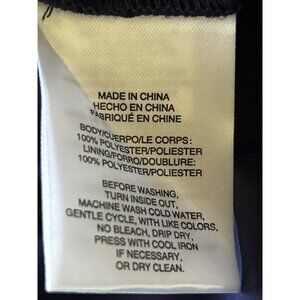 MADE IN CHINA
HECHO EN CHINA
FABRIQUÉ EN CHINE
BODY/CUERPO/LE CORPS:
100% POLYESTER/POLIESTER
LINING/FORRO/DOUBLURE:
100% POLYESTER/POLIESTER
BEFORE WASHING,
TURN INSIDE OUT,
MACHINE WASH COLD WATER,
GENTLE CYCLE, WITH LIKE COLORS,
NO BLEACH, DRIP DRY,
PRESS WITH COOL IRON
IF NECESSARY,
OR DRY CLEAN.